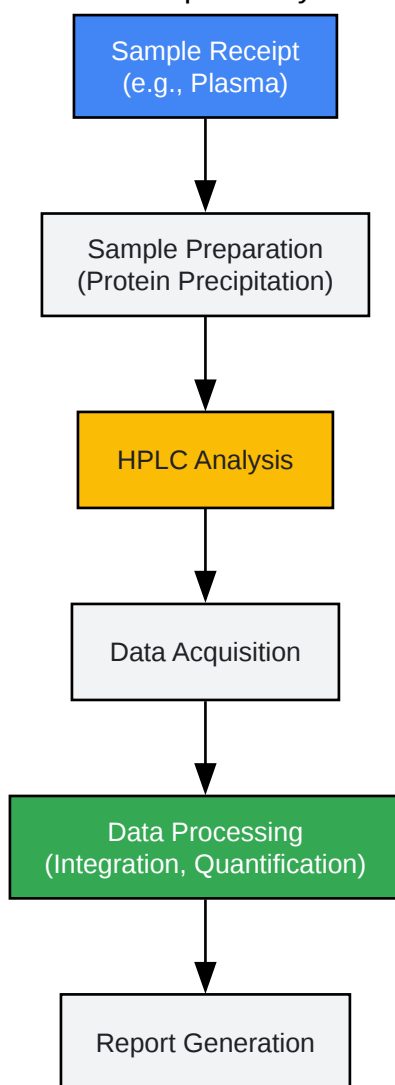 Sample Receipt
(e.g., Plasma)
Sample Preparation
(Protein Precipitation)
HPLC Analysis
Data Acquisition
Data Processing
(Integration, Quantification)
Report Generation